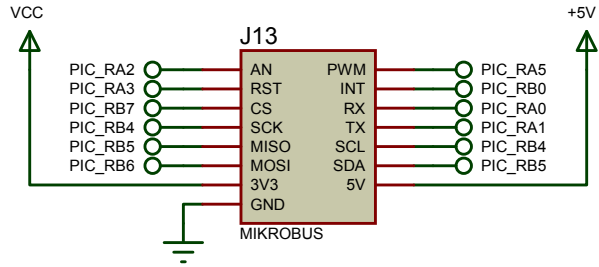 VCC +5V
J13
PIC_RA2 AN PWM PIC_RA5
PIC_RA3 RST INT PIC_RB0
PIC_RB7 CS RX PIC_RA0
PIC_RB4 SCK TX PIC_RA1
PIC_RB5 MISO SCL PIC_RB4
PIC_RB6 MOSI SDA PIC_RB5
3V3 5V
GND
MIKROBUS